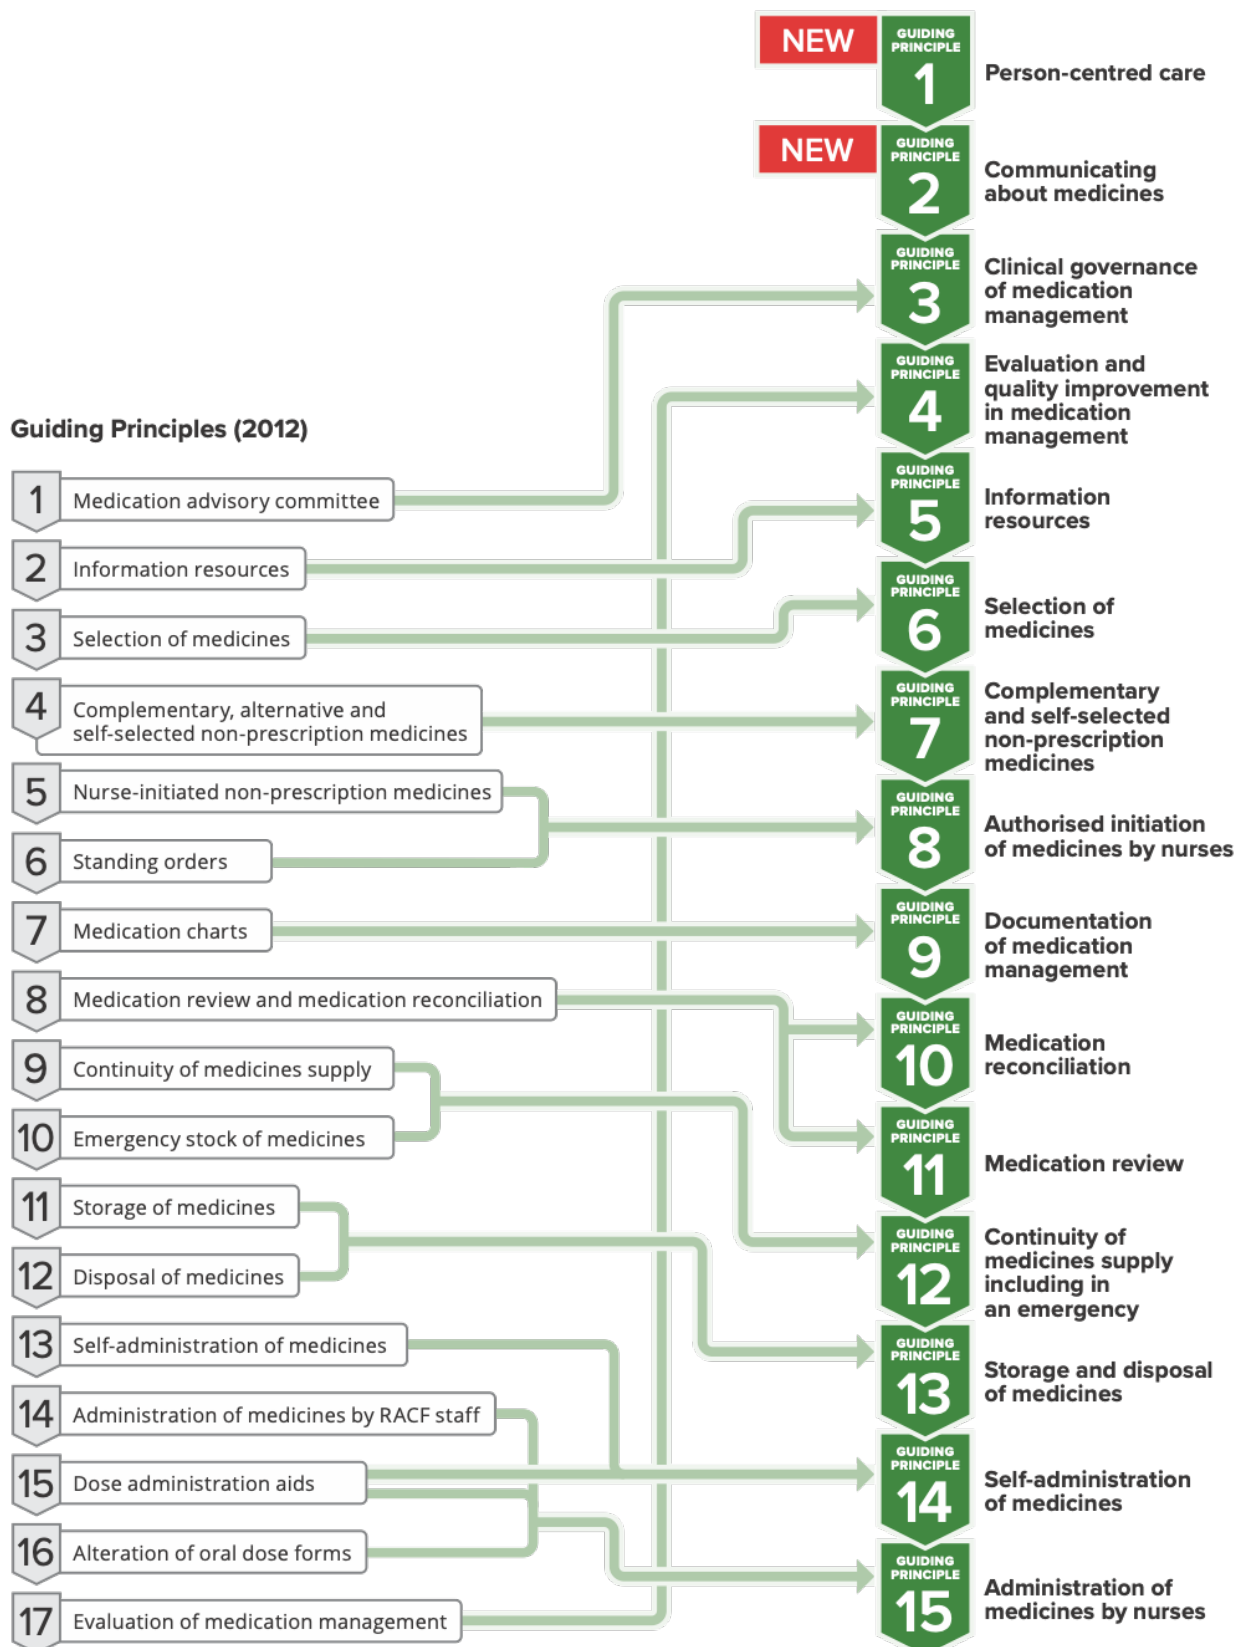 NEW
GUIDING
PRINCIPLE
1
Person-centred care
NEW
GUIDING
PRINCIPLE
2
Communicating
about medicines
GUIDING
PRINCIPLE
3
Clinical governance
of medication
management
GUIDING
PRINCIPLE
4
Evaluation and
quality improvement
in medication
management
GUIDING
PRINCIPLE
5
Information
resources
GUIDING
PRINCIPLE
6
Selection of
medicines
GUIDING
PRINCIPLE
7
Complementary
and self-selected
non-prescription
medicines
GUIDING
PRINCIPLE
8
Authorised initiation
of medicines by nurses
GUIDING
PRINCIPLE
9
Documentation
of medication
management
GUIDING
PRINCIPLE
10
Medication
reconciliation
GUIDING
PRINCIPLE
11
Medication review
GUIDING
PRINCIPLE
12
Continuity of
medicines supply
including in
an emergency
GUIDING
PRINCIPLE
13
Storage and disposal
of medicines
GUIDING
PRINCIPLE
14
Self-administration
of medicines
GUIDING
PRINCIPLE
15
Administration of
medicines by nurses
Guiding Principles (2012)
1 Medication advisory committee
2 Information resources
3 Selection of medicines
4 Complementary, alternative and
self-selected non-prescription medicines
5 Nurse-initiated non-prescription medicines
6 Standing orders
7 Medication charts
8 Medication review and medication reconciliation
9 Continuity of medicines supply
10 Emergency stock of medicines
11 Storage of medicines
12 Disposal of medicines
13 Self-administration of medicines
14 Administration of medicines by RACF staff
15 Dose administration aids
16 Alteration of oral dose forms
17 Evaluation of medication management